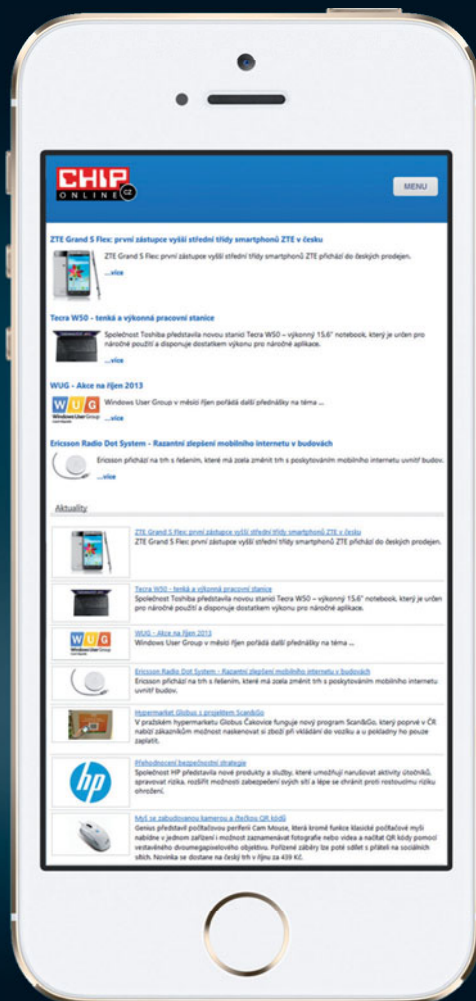 CHIP
ONLINE CZ
MENU
ZTE Grand S Flex: první zástupce vyšší střední třídy smartphonů ZTE v česku
ZTE Grand S Flex: první zástupce vyšší střední třídy smartphonů ZTE přichází do českých prodejen.
...více
Tecra W50 - tenká a výkonná pracovní stanice
Společnost Toshiba představila novou stanici Tecra W50 – výkonný 15,6" notebook, který je určen pro
náročné použití a disponuje dostatkem výkonu pro náročné aplikace.
...více
WUG - Akce na říjen 2013
WUG
Windows User Group
Windows User Group v měsíci říjen pořádá další přednášky na téma ...
...více
Ericsson Radio Dot System - Razantní zlepšení mobilního internetu v budovách
Ericsson přichází na trh s řešením, které má zcela změnit trh s poskytováním mobilního internetu uvnitř budov.
...více
Aktuality
ZTE Grand S Flex: první zástupce vyšší střední třídy smartphonů ZTE v česku
ZTE Grand S Flex: první zástupce vyšší střední třídy smartphonů ZTE přichází do českých prodejen.
Tecra W50 - tenká a výkonná pracovní stanice
Společnost Toshiba představila novou stanici Tecra W50 – výkonný 15,6" notebook, který je určen
pro náročné použití a disponuje dostatkem výkonu pro náročné aplikace.
WUG
Windows User Group
WUG - Akce na říjen 2013
Windows User Group v měsíci říjen pořádá další přednášky na téma ...
Ericsson Radio Dot System - Razantní zlepšení mobilního internetu v budovách
Ericsson přichází na trh s řešením, které má zcela změnit trh s poskytováním mobilního internetu
uvnitř budov.
Hypermarket Globus s projektem Scan&Go
V pražském hypermarketu Globus Čakovice funguje nový program Scan&Go, který poprvé v ČR
nabízí zákazníkům možnost naskenovat si zboží při vkládání do vozíku a u pokladny ho pouze
zaplatit.
hp
Přehodnocení bezpečnostní strategie
Společnost HP představila nové produkty a služby, které umožňují narušovat aktivity útočníků,
spravovat rizika, rozšířit možnosti zabezpečení svých sítí a lépe se chránit proti rostoucímu riziku
ohrožení.
Myš se zabudovanou kamerou a čtečkou QR kódů
Genius představil počítačovou periferii Cam Mouse, která kromě funkce klasické počítačové myši
nabídne v jednom zařízení i možnost zaznamenávat fotografie nebo videa a načítat QR kódy pomocí
vestavěného dvoumegapixelového objektivu. Pořízené záběry lze poté sdílet s přáteli na sociálních
sítích. Novinka se dostane na český trh v říjnu za 439 Kč.